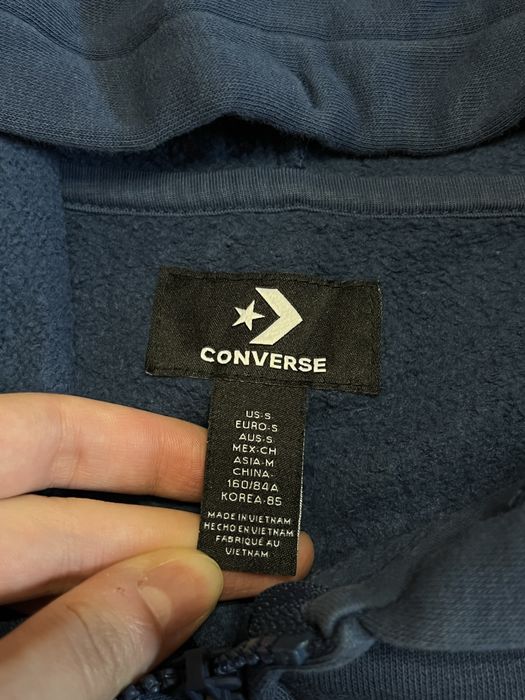 CONVERSE
US-S
EURO-S
AUS-S
MEX-CH
ASIA-M
CHINA-
160/84A
KOREA-85
MADE IN VIETNAM
HECHO EN VIETNAM
FABRIQUÉ AU
VIETNAM